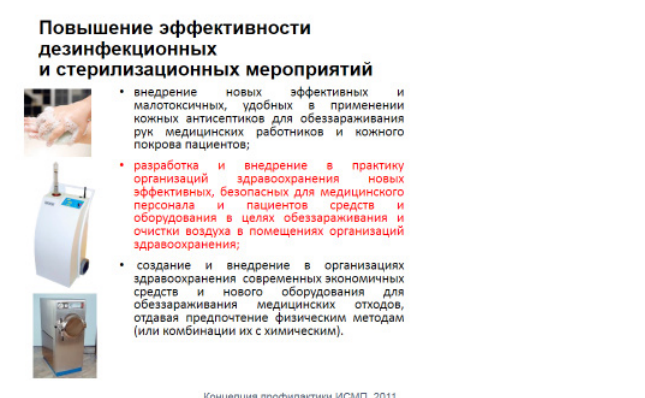 Повышение эффективности
дезинфекционных
и стерилизационных мероприятий
• внедрение новых эффективных и
малотоксичных, удобных в применении
кожных антисептиков для обеззараживания
рук медицинских работников и кожного
покрова пациентов;
• разработка и внедрение в практику
организаций здравоохранения новых
эффективных, безопасных для медицинского
персонала и пациентов средств и
оборудования в целях обеззараживания и
очистки воздуха в помещениях организаций
здравоохранения;
• создание и внедрение в организациях
здравоохранения современных экономичных
средств и нового оборудования для
обеззараживания медицинских отходов,
отдавая предпочтение физическим методам
(или комбинации их с химическим).
Концепция профилактики ИСМП, 2011